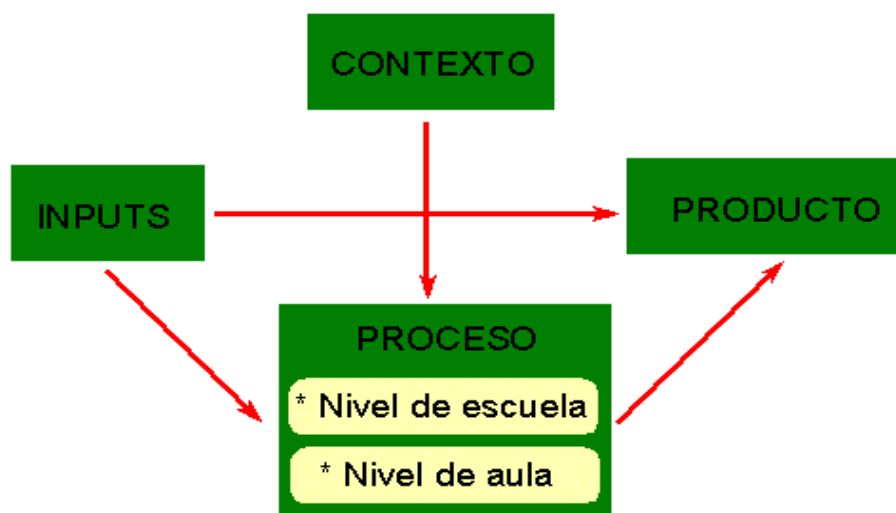 CONTEXTO
INPUTS
PRODUCTO
PROCESO
* Nivel de escuela
* Nivel de aula